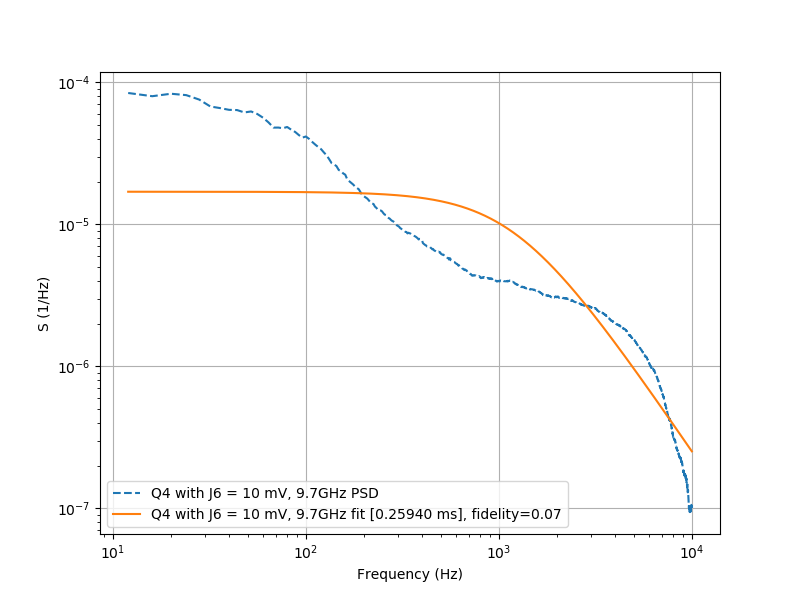 10⁻⁴
10⁻⁵
10⁻⁶
10⁻⁷
S (1/Hz)
Q4 with J6 = 10 mV, 9.7GHz PSD
Q4 with J6 = 10 mV, 9.7GHz fit [0.25940 ms], fidelity=0.07
10¹ 10² 10³ 10⁴
Frequency (Hz)